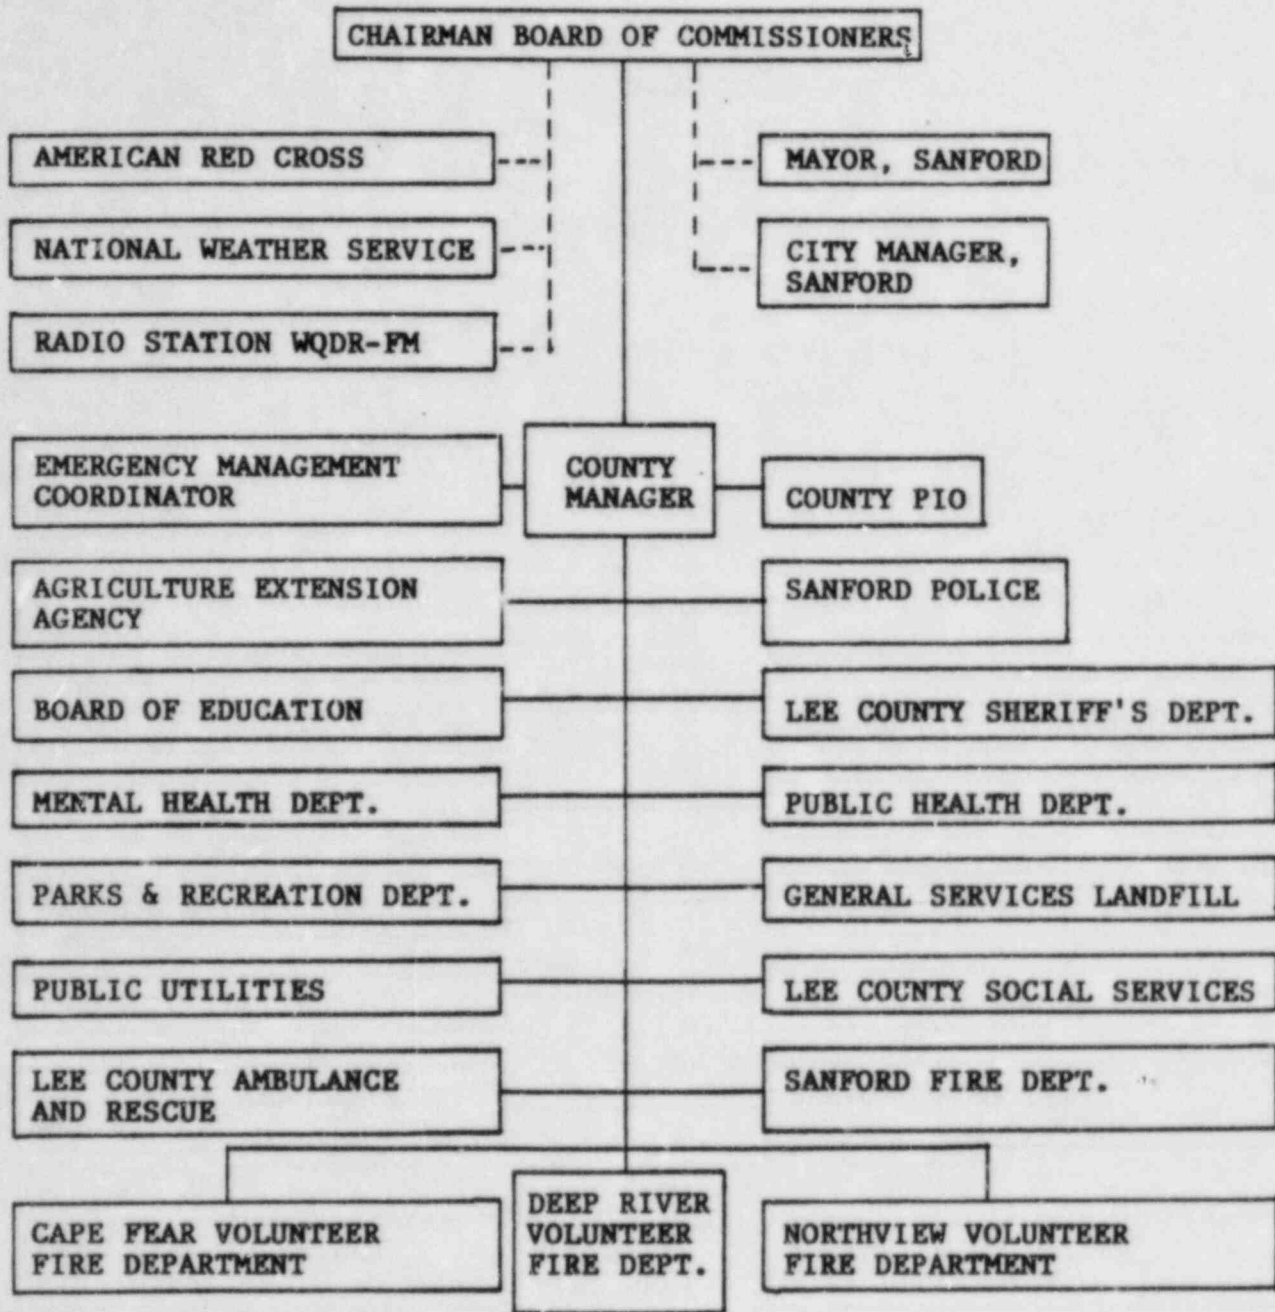 CHAIRMAN BOARD OF COMMISSIONERS
AMERICAN RED CROSS
MAYOR, SANFORD
NATIONAL WEATHER SERVICE
CITY MANAGER,
SANFORD
RADIO STATION WQDR-FM
EMERGENCY MANAGEMENT
COORDINATOR
COUNTY
MANAGER
COUNTY PIO
AGRICULTURE EXTENSION
AGENCY
SANFORD POLICE
BOARD OF EDUCATION
LEE COUNTY SHERIFF'S DEPT.
MENTAL HEALTH DEPT.
PUBLIC HEALTH DEPT.
PARKS & RECREATION DEPT.
GENERAL SERVICES LANDFILL
PUBLIC UTILITIES
LEE COUNTY SOCIAL SERVICES
LEE COUNTY AMBULANCE
AND RESCUE
SANFORD FIRE DEPT.
CAPE FEAR VOLUNTEER
FIRE DEPARTMENT
DEEP RIVER
VOLUNTEER
FIRE DEPT.
NORTHVIEW VOLUNTEER
FIRE DEPARTMENT